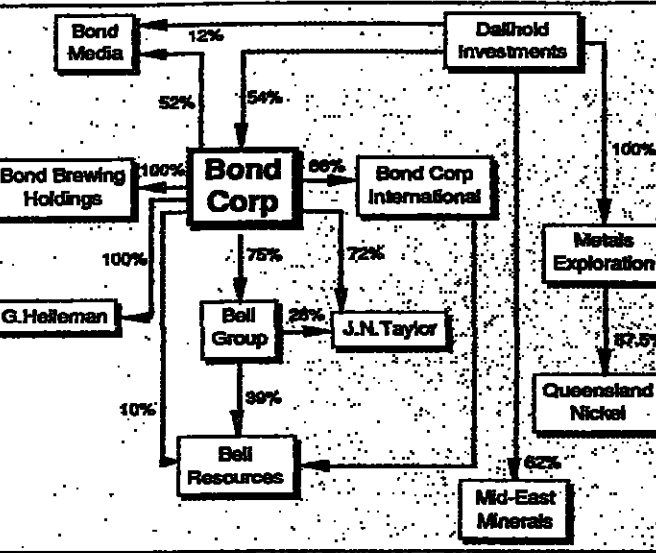 Bond
Media
12%
Dallhold
Investments
52%
54%
Bond Brewing
Holdings
100%
Bond
Corp
66%
Bond Corp
International
100%
100%
75%
72%
Metals
Exploration
G.Heileman
Bell
Group
28%
J.N.Taylor
87.5%
10%
39%
Queensland
Nickel
Bell
Resources
62%
Mid-East
Minerals